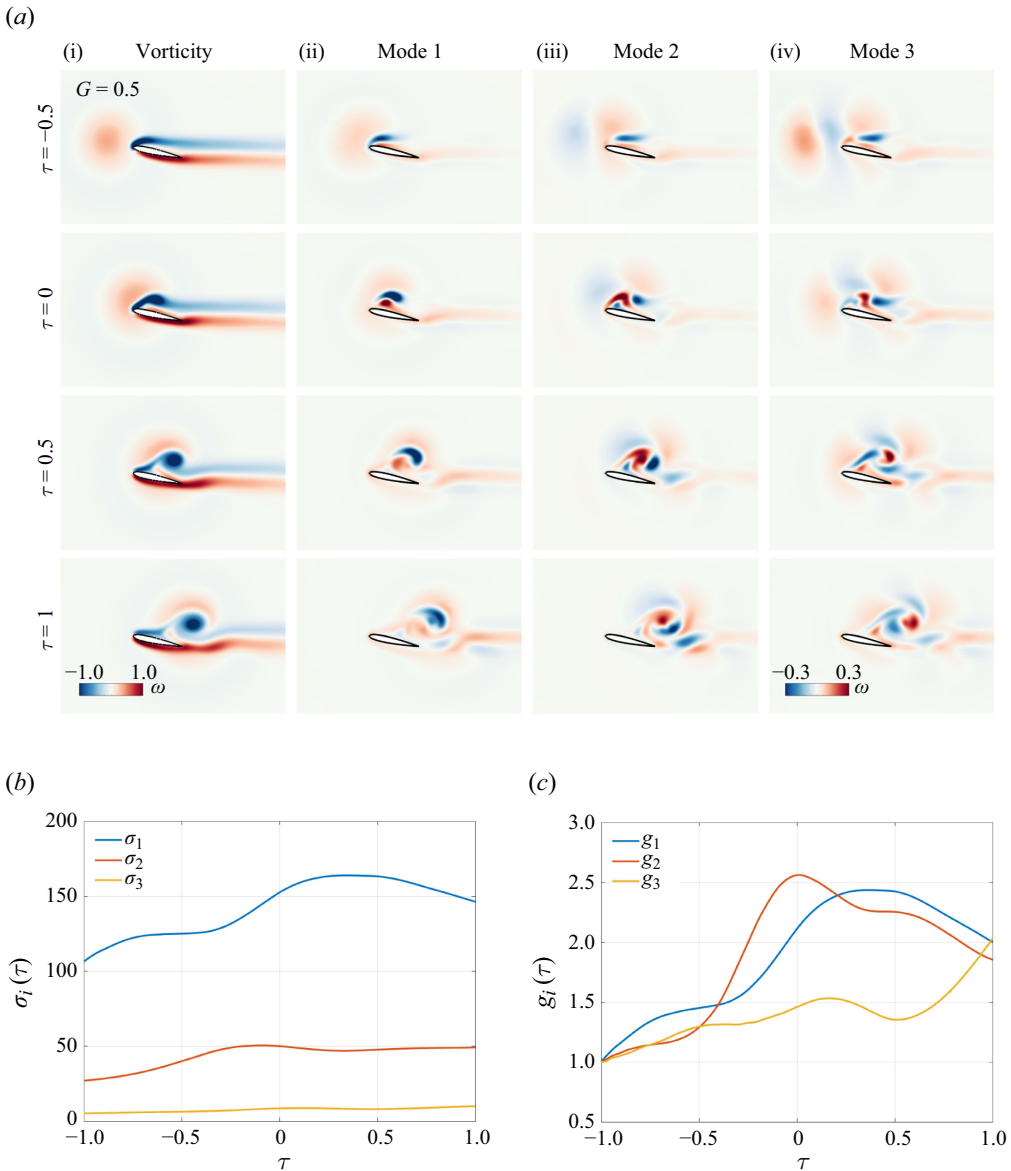 (a)
(i) Vorticity (ii) Mode 1 (iii) Mode 2 (iv) Mode 3
G = 0.5
τ = −0.5
τ = 0
τ = 0.5
τ = 1
−1.0 1.0 ω
−0.3 0.3 ω
(b)
200
150
100
50
0
σ1
σ2
σ3
σi (τ)
−1.0 −0.5 0 0.5 1.0
τ
(c)
3.0
2.5
2.0
1.5
1.0
0.5
g1
g2
g3
gi (τ)
−1.0 −0.5 0 0.5 1.0
τ